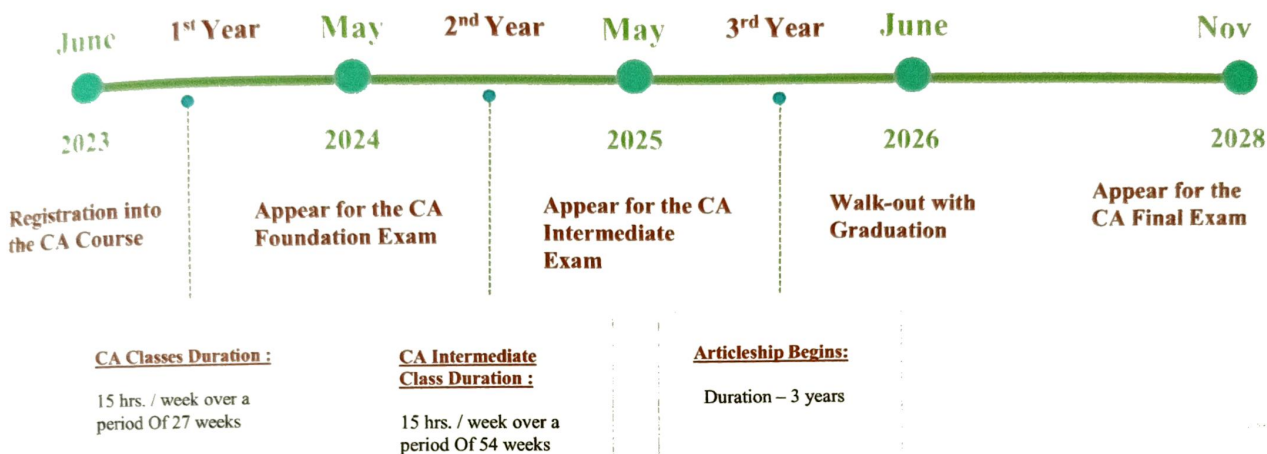 June 1st Year May 2nd Year May 3rd Year June Nov
2023 2024 2025 2026 2028
Registration into
the CA Course
Appear for the CA
Foundation Exam
Appear for the CA
Intermediate
Exam
Walk-out with
Graduation
Appear for the
CA Final Exam
CA Classes Duration :
15 hrs. / week over a
period Of 27 weeks
CA Intermediate
Class Duration :
15 hrs. / week over a
period Of 54 weeks
Articleship Begins:
Duration – 3 years